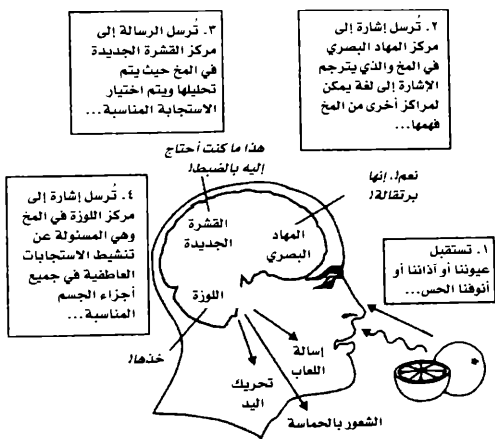 ٣. تُرسل الرسالة إلى
مركز القشرة الجديدة
في المخ حيث يتم
تحليلها ويتم اختيار
الاستجابة المناسبة...
٢. تُرسل إشارة إلى
مركز المهاد البصري
في المخ والذي يترجم
الإشارة إلى لغة يمكن
لمراكز أخرى من المخ
فهمها...
هذا ما كنت أحتاج
إليه بالضبط!
نعم!. إنها
برتقالة!
٤. تُرسل إشارة إلى
مركز اللوزة في المخ
وهي المسئولة عن
تنشيط الاستجابات
العاطفية في جميع
أجزاء الجسم
المناسبة...
القشرة
الجديدة
المهاد
البصري
١. تستقبل
عيوننا أو آذاننا أو
أنوفنا الحس...
اللوزة
خذها!
إسالة
اللعاب
تحريك
اليد
الشعور بالحماسة